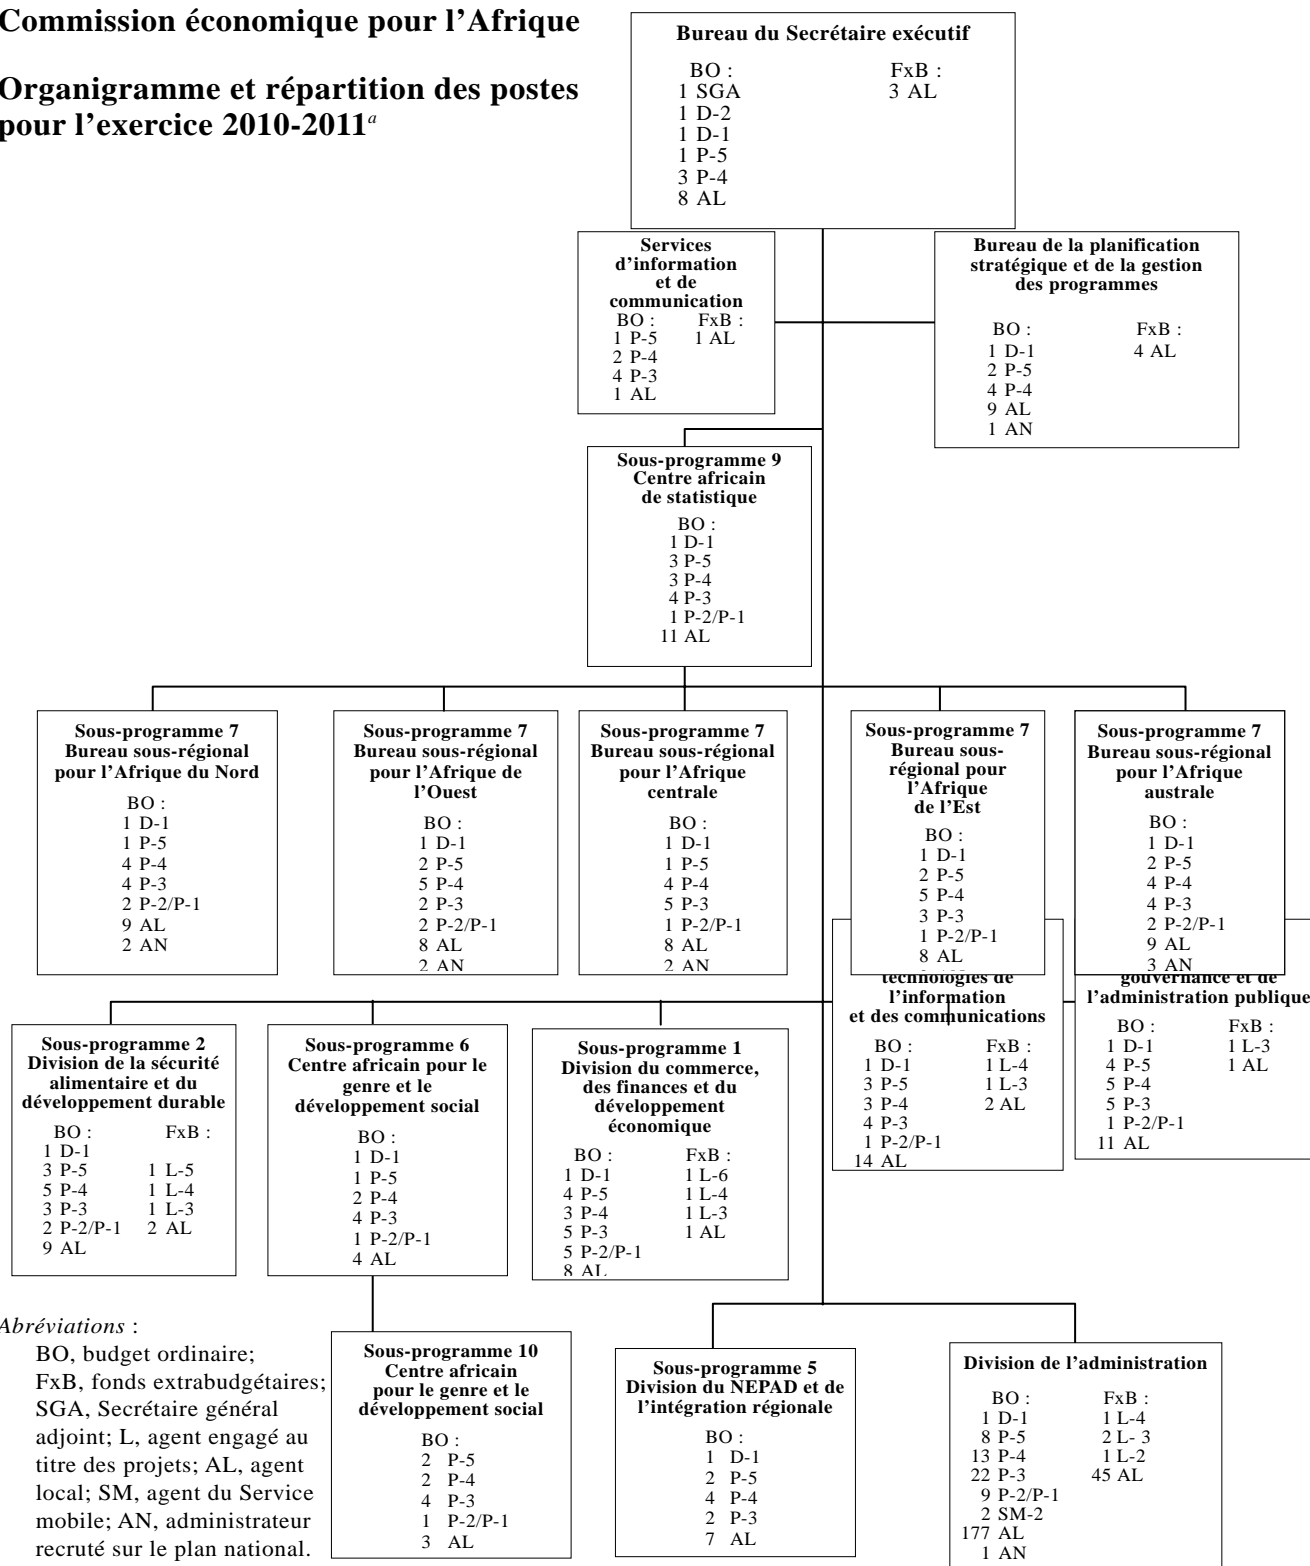 Commission économique pour l’Afrique
Organigramme et répartition des postes
pour l’exercice 2010-2011a
Bureau du Secrétaire exécutif
BO : FxB :
1 SGA 3 AL
1 D-2
1 D-1
1 P-5
3 P-4
8 AL
Services
d’information
et de
communication
BO : FxB :
1 P-5 1 AL
2 P-4
4 P-3
1 AL
Bureau de la planification
stratégique et de la gestion
des programmes
BO : FxB :
1 D-1 4 AL
2 P-5
4 P-4
9 AL
1 AN
Sous-programme 9
Centre africain
de statistique
BO :
1 D-1
3 P-5
3 P-4
4 P-3
1 P-2/P-1
11 AL
Sous-programme 7
Bureau sous-régional
pour l’Afrique du Nord
BO :
1 D-1
1 P-5
4 P-4
4 P-3
2 P-2/P-1
9 AL
2 AN
Sous-programme 7
Bureau sous-régional
pour l’Afrique de
l’Ouest
BO :
1 D-1
2 P-5
5 P-4
2 P-3
2 P-2/P-1
8 AL
2 AN
Sous-programme 7
Bureau sous-régional
pour l’Afrique
centrale
BO :
1 D-1
1 P-5
4 P-4
5 P-3
1 P-2/P-1
8 AL
2 AN
Sous-programme 7
Bureau sous-
régional pour
l’Afrique
de l’Est
BO :
1 D-1
2 P-5
5 P-4
3 P-3
1 P-2/P-1
8 AL
Sous-programme 7
Bureau sous-régional
pour l’Afrique
australe
BO :
1 D-1
2 P-5
4 P-4
4 P-3
2 P-2/P-1
9 AL
3 AN
Sous-programme 2
Division de la sécurité
alimentaire et du
développement durable
BO : FxB :
1 D-1
3 P-5 1 L-5
5 P-4 1 L-4
3 P-3 1 L-3
2 P-2/P-1 2 AL
9 AL
Sous-programme 6
Centre africain pour le
genre et le
développement social
BO :
1 D-1
1 P-5
2 P-4
4 P-3
1 P-2/P-1
4 AL
Sous-programme 1
Division du commerce,
des finances et du
développement
économique
BO : FxB :
1 D-1 1 L-6
4 P-5 1 L-4
3 P-4 1 L-3
5 P-3 1 AL
5 P-2/P-1
8 AL
technologies de
l’information
et des communications
BO : FxB :
1 D-1 1 L-4
3 P-5 1 L-3
3 P-4 2 AL
4 P-3
1 P-2/P-1
14 AL
gouvernance et de
l’administration publique
BO : FxB :
1 D-1 1 L-3
4 P-5 1 AL
5 P-4
5 P-3
1 P-2/P-1
11 AL
Abréviations :
BO, budget ordinaire;
FxB, fonds extrabudgétaires;
SGA, Secrétaire général
adjoint; L, agent engagé au
titre des projets; AL, agent
local; SM, agent du Service
mobile; AN, administrateur
recruté sur le plan national.
Sous-programme 10
Centre africain
pour le genre et le
développement social
BO :
2 P-5
2 P-4
4 P-3
1 P-2/P-1
3 AL
Sous-programme 5
Division du NEPAD et de
l’intégration régionale
BO :
1 D-1
2 P-5
4 P-4
2 P-3
7 AL
Division de l’administration
BO : FxB :
1 D-1 1 L-4
8 P-5 2 L- 3
13 P-4 1 L-2
22 P-3 45 AL
9 P-2/P-1
2 SM-2
177 AL
1 AN